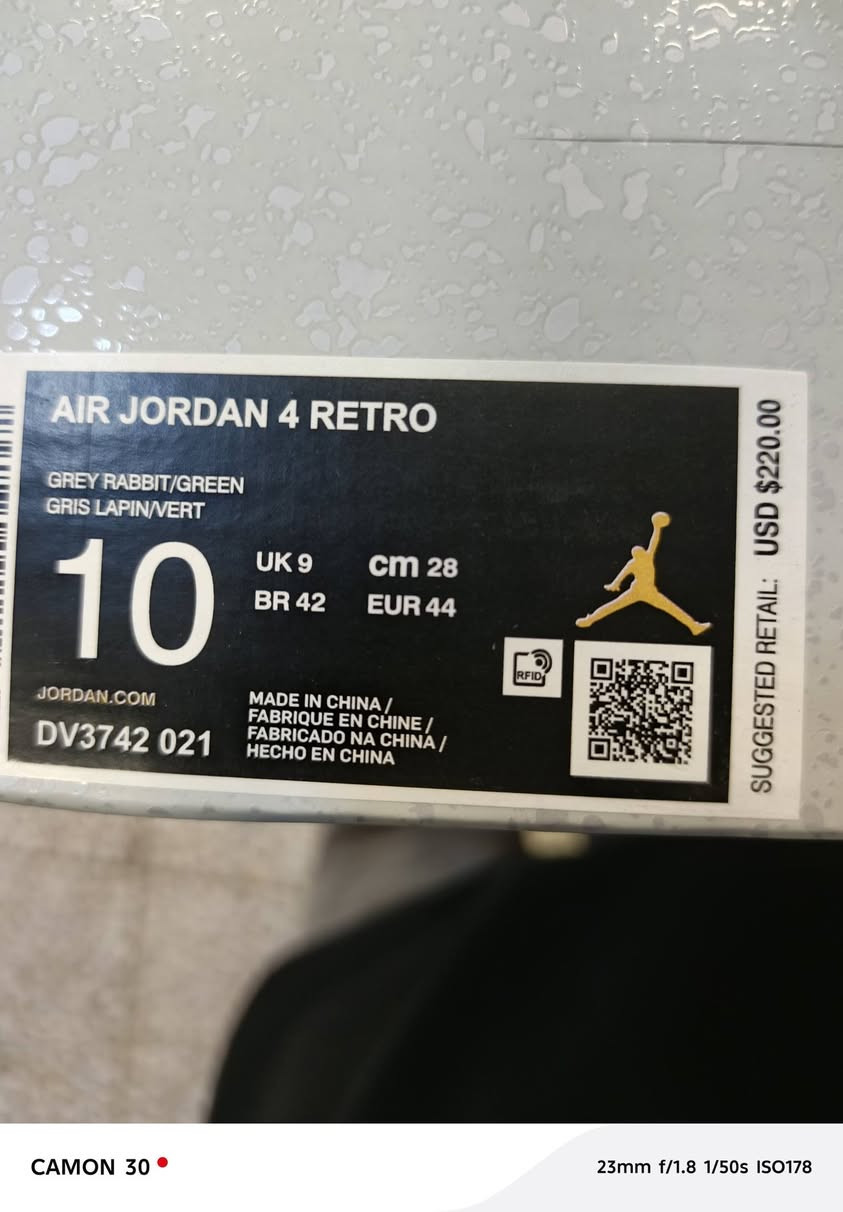 AIR JORDAN 4 RETRO
GREY RABBIT/GREEN
GRIS LAPIN/VERT
10
UK 9 cm 28
BR 42 EUR 44
RFID
JORDAN.COM
DV3742 021
MADE IN CHINA /
FABRIQUE EN CHINE /
FABRICADO NA CHINA /
HECHO EN CHINA
SUGGESTED RETAIL: USD $220.00
CAMON 30
23mm f/1.8 1/50s ISO178